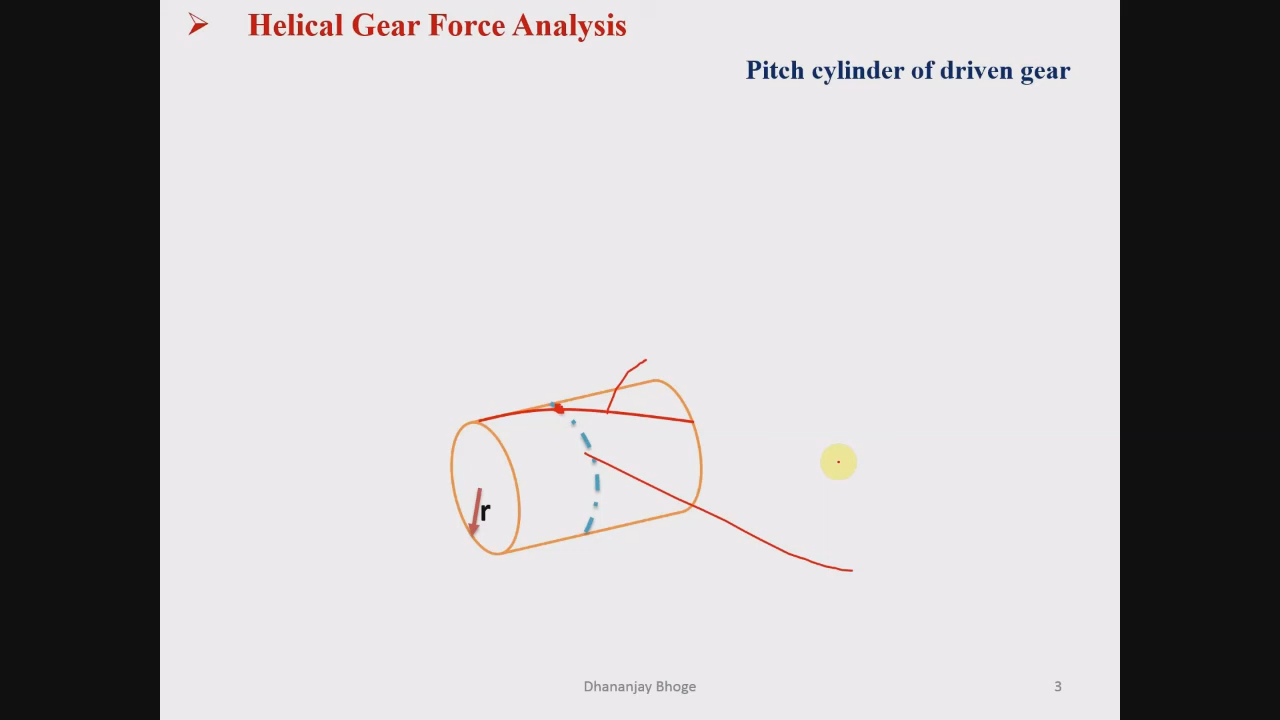 Helical Gear Force Analysis
Pitch cylinder of driven gear
r
Dhananjay Bhoge
3